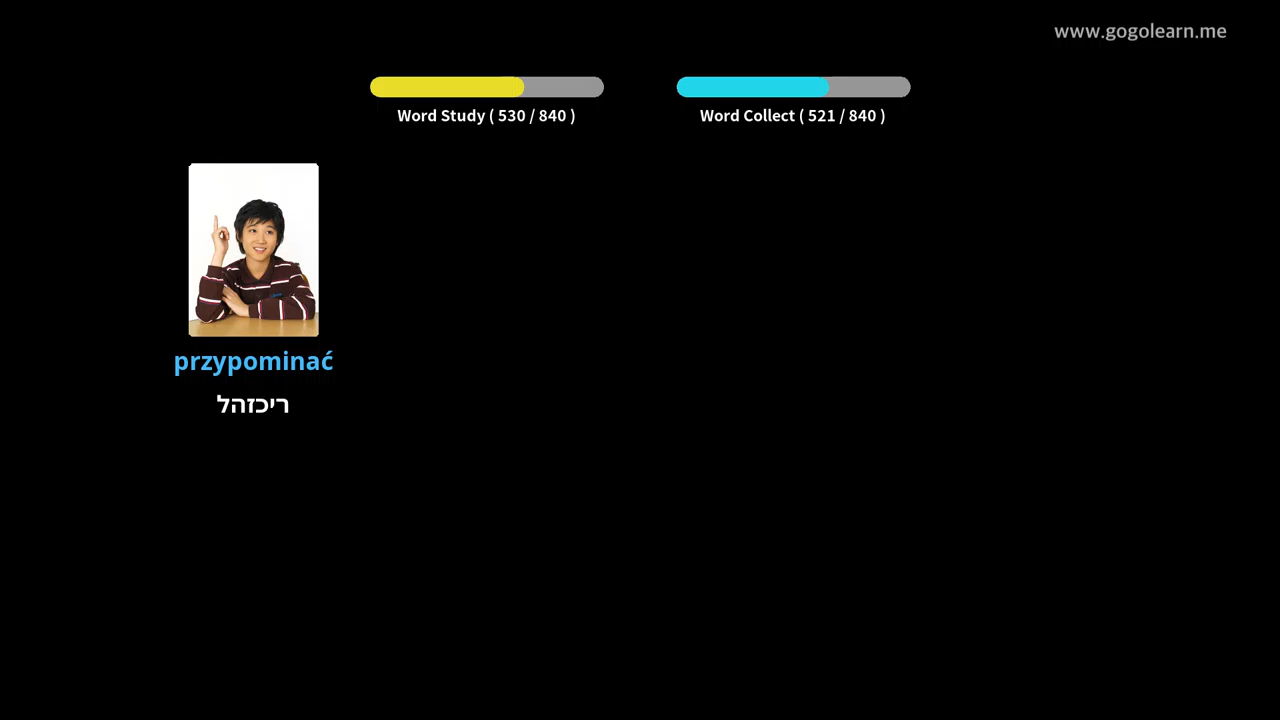 www.gogolearn.me
Word Study ( 530 / 840 )
Word Collect ( 521 / 840 )
przypominać
ריכזהל